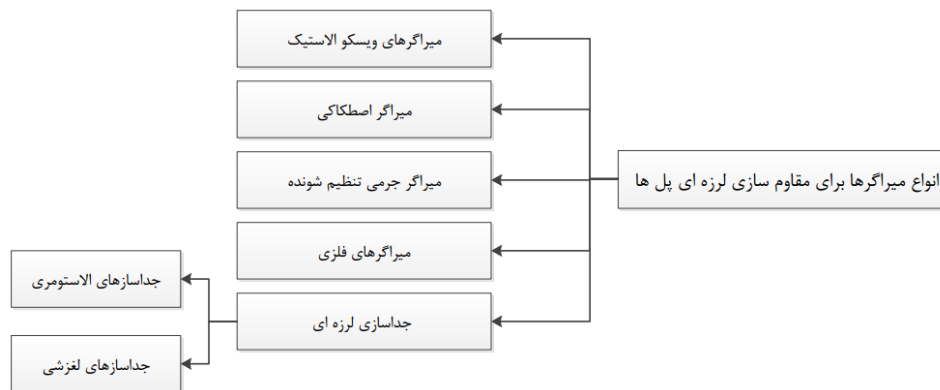 انواع میراگرها برای مقاوم سازی لرزه ای پل ها
میراگرهای ویسکو الاستیک
میراگر اصطکاکی
میراگر جرمی تنظیم شونده
میراگرهای فلزی
جداسازی لرزه ای
جداسازهای الاستومری
جداسازهای لغزشی